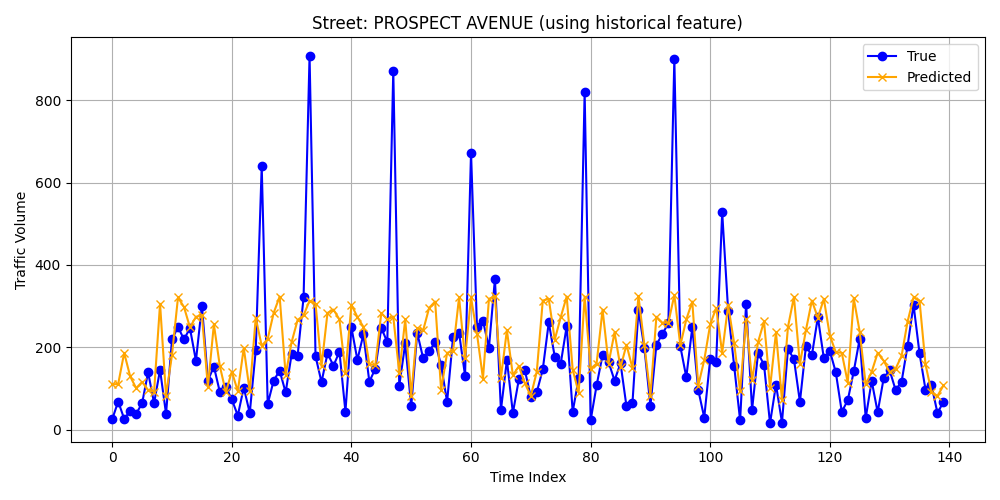 Street: PROSPECT AVENUE (using historical feature)
True
Predicted
Traffic Volume
800
600
400
200
0
0 20 40 60 80 100 120 140
Time Index